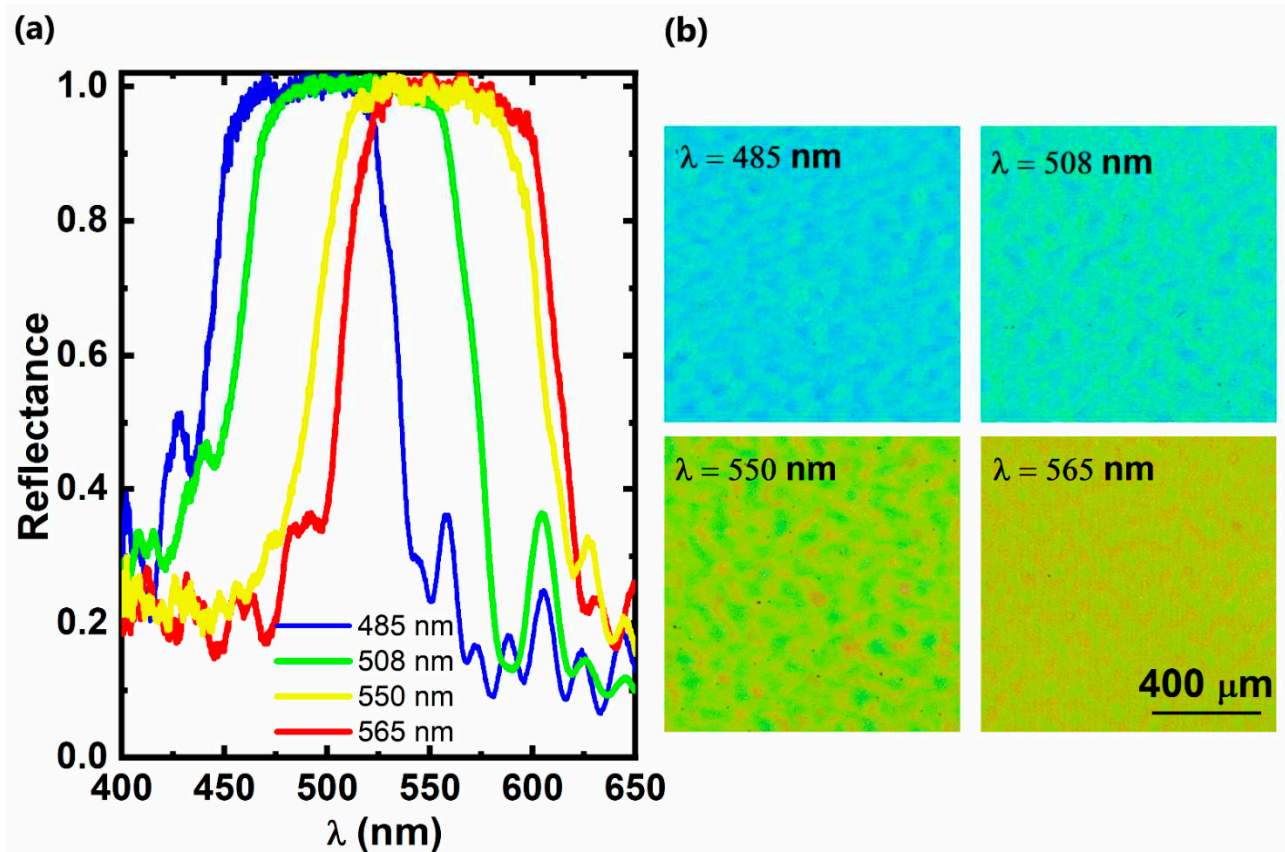 (a)
(b)
1.0
0.8
0.6
0.4
0.2
0.0
Reflectance
485 nm
508 nm
550 nm
565 nm
400 450 500 550 600 650
λ (nm)
λ = 485 nm
λ = 508 nm
λ = 550 nm
λ = 565 nm
400 μm